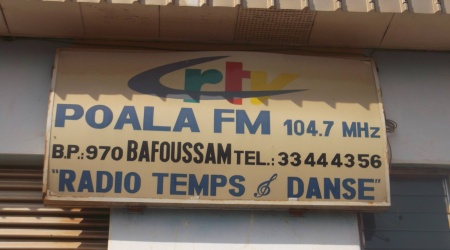 crtv
POALA FM 104.7 MHz
B.P.:970 BAFOUSSAM TEL.:33444356
"RADIO TEMPS & DANSE"